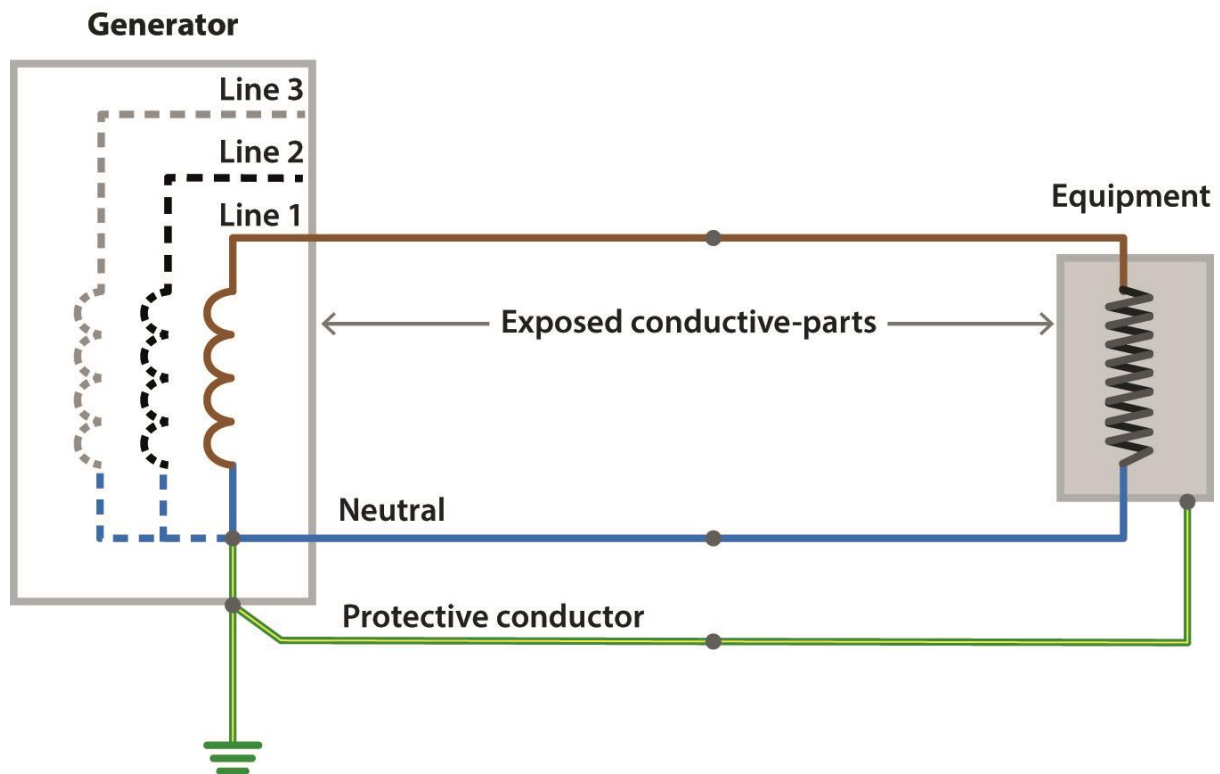 Generator
Line 3
Line 2
Line 1
Equipment
Exposed conductive-parts
Neutral
Protective conductor